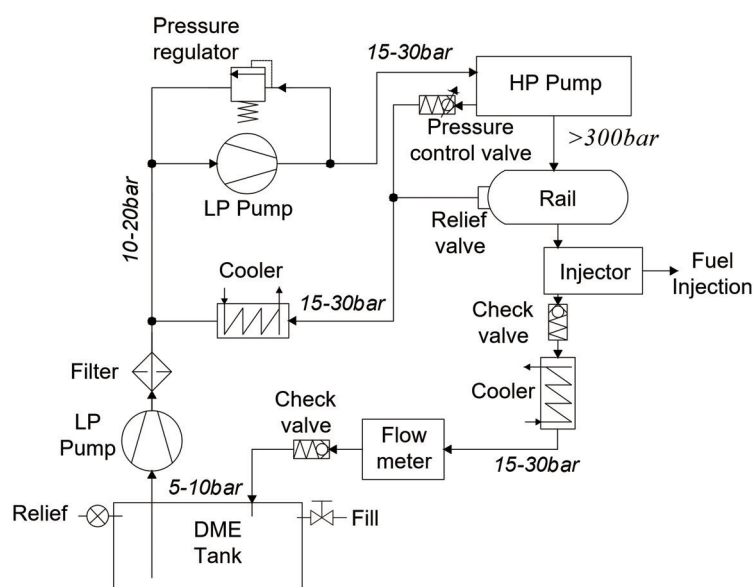 Pressure
regulator
15-30bar
HP Pump
Pressure
control valve
>300bar
LP Pump
10-20bar
Relief
valve
Rail
Cooler
15-30bar
Injector
Fuel
Injection
Check
valve
Filter
Cooler
LP
Pump
Check
valve
Flow
meter
15-30bar
5-10bar
Relief
DME
Tank
Fill